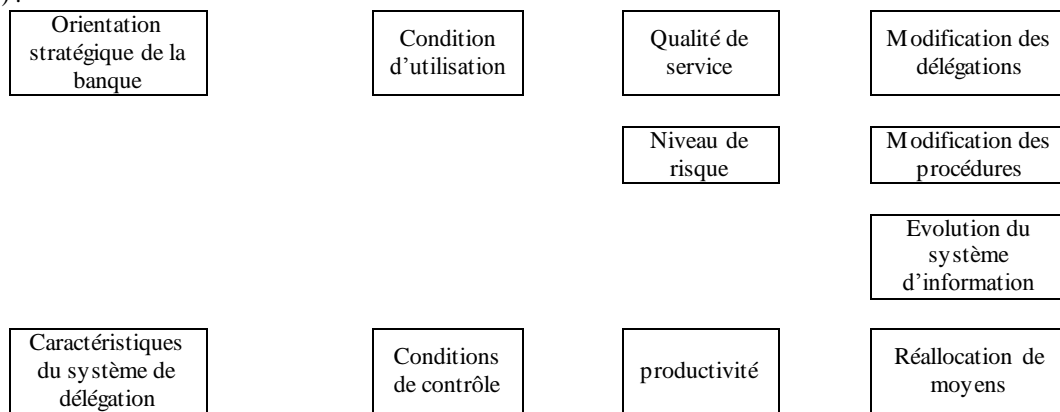 ) .
Orientation
stratégique de la
banque
Condition
d'utilisation
Qualité de
service
Modification des
délégations
Niveau de
risque
Modification des
procédures
Evolution du
système
d'information
Caractéristiques
du système de
délégation
Conditions
de contrôle
productivité
Réallocation de
moyens